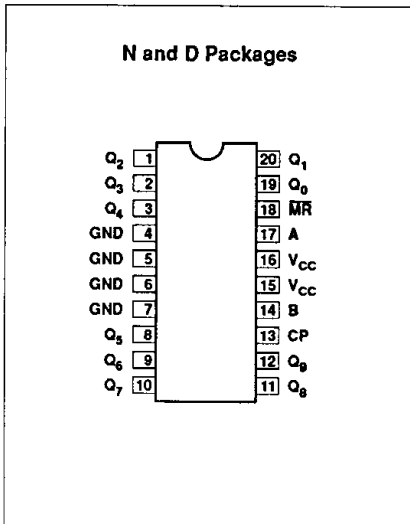 N and D Packages
Q2 1 20 Q1
Q3 2 19 Q0
Q4 3 18 M̅R̅
GND 4 17 A
GND 5 16 VCC
GND 6 15 VCC
GND 7 14 B
Q5 8 13 CP
Q6 9 12 Q9
Q7 10 11 Q8